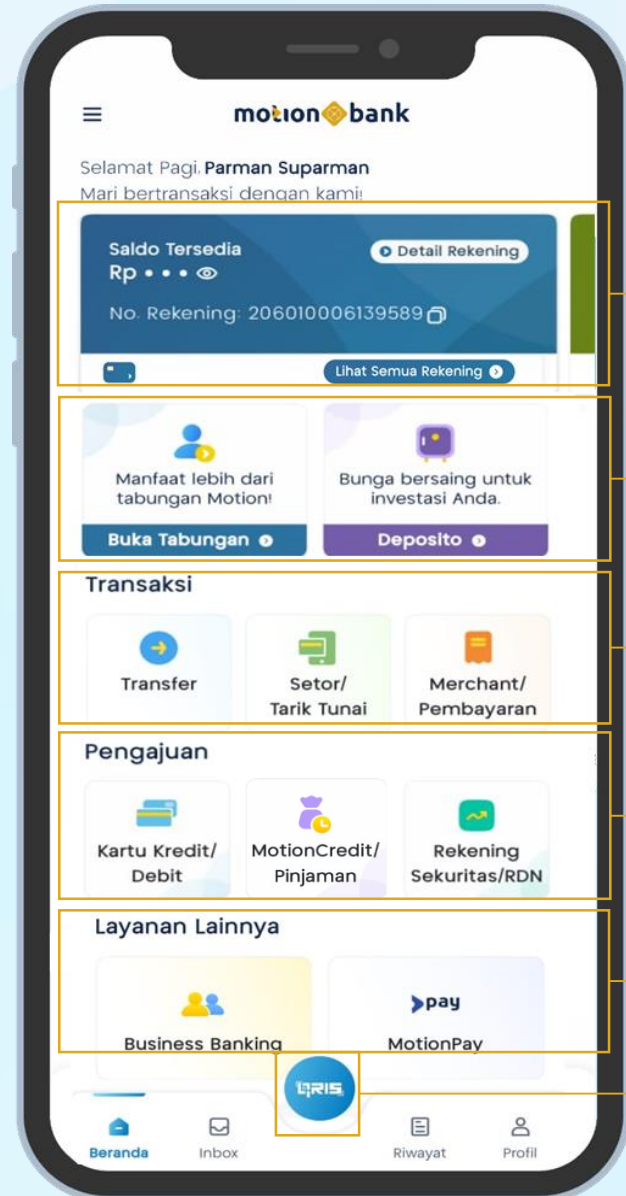 motion bank
Selamat Pagi, Parman Suparman
Mari bertransaksi dengan kami!
Saldo Tersedia
Detail Rekening
Rp • • •
No. Rekening: 206010006139589
Lihat Semua Rekening
Manfaat lebih dari
tabungan Motion!
Buka Tabungan
Bunga bersaing untuk
investasi Anda.
Deposito
Transaksi
Transfer
Setor/
Tarik Tunai
Merchant/
Pembayaran
Pengajuan
Kartu Kredit/
Debit
MotionCredit/
Pinjaman
Rekening
Sekuritas/RDN
Layanan Lainnya
Business Banking
pay
MotionPay
QRIS
Beranda
Inbox
Riwayat
Profil